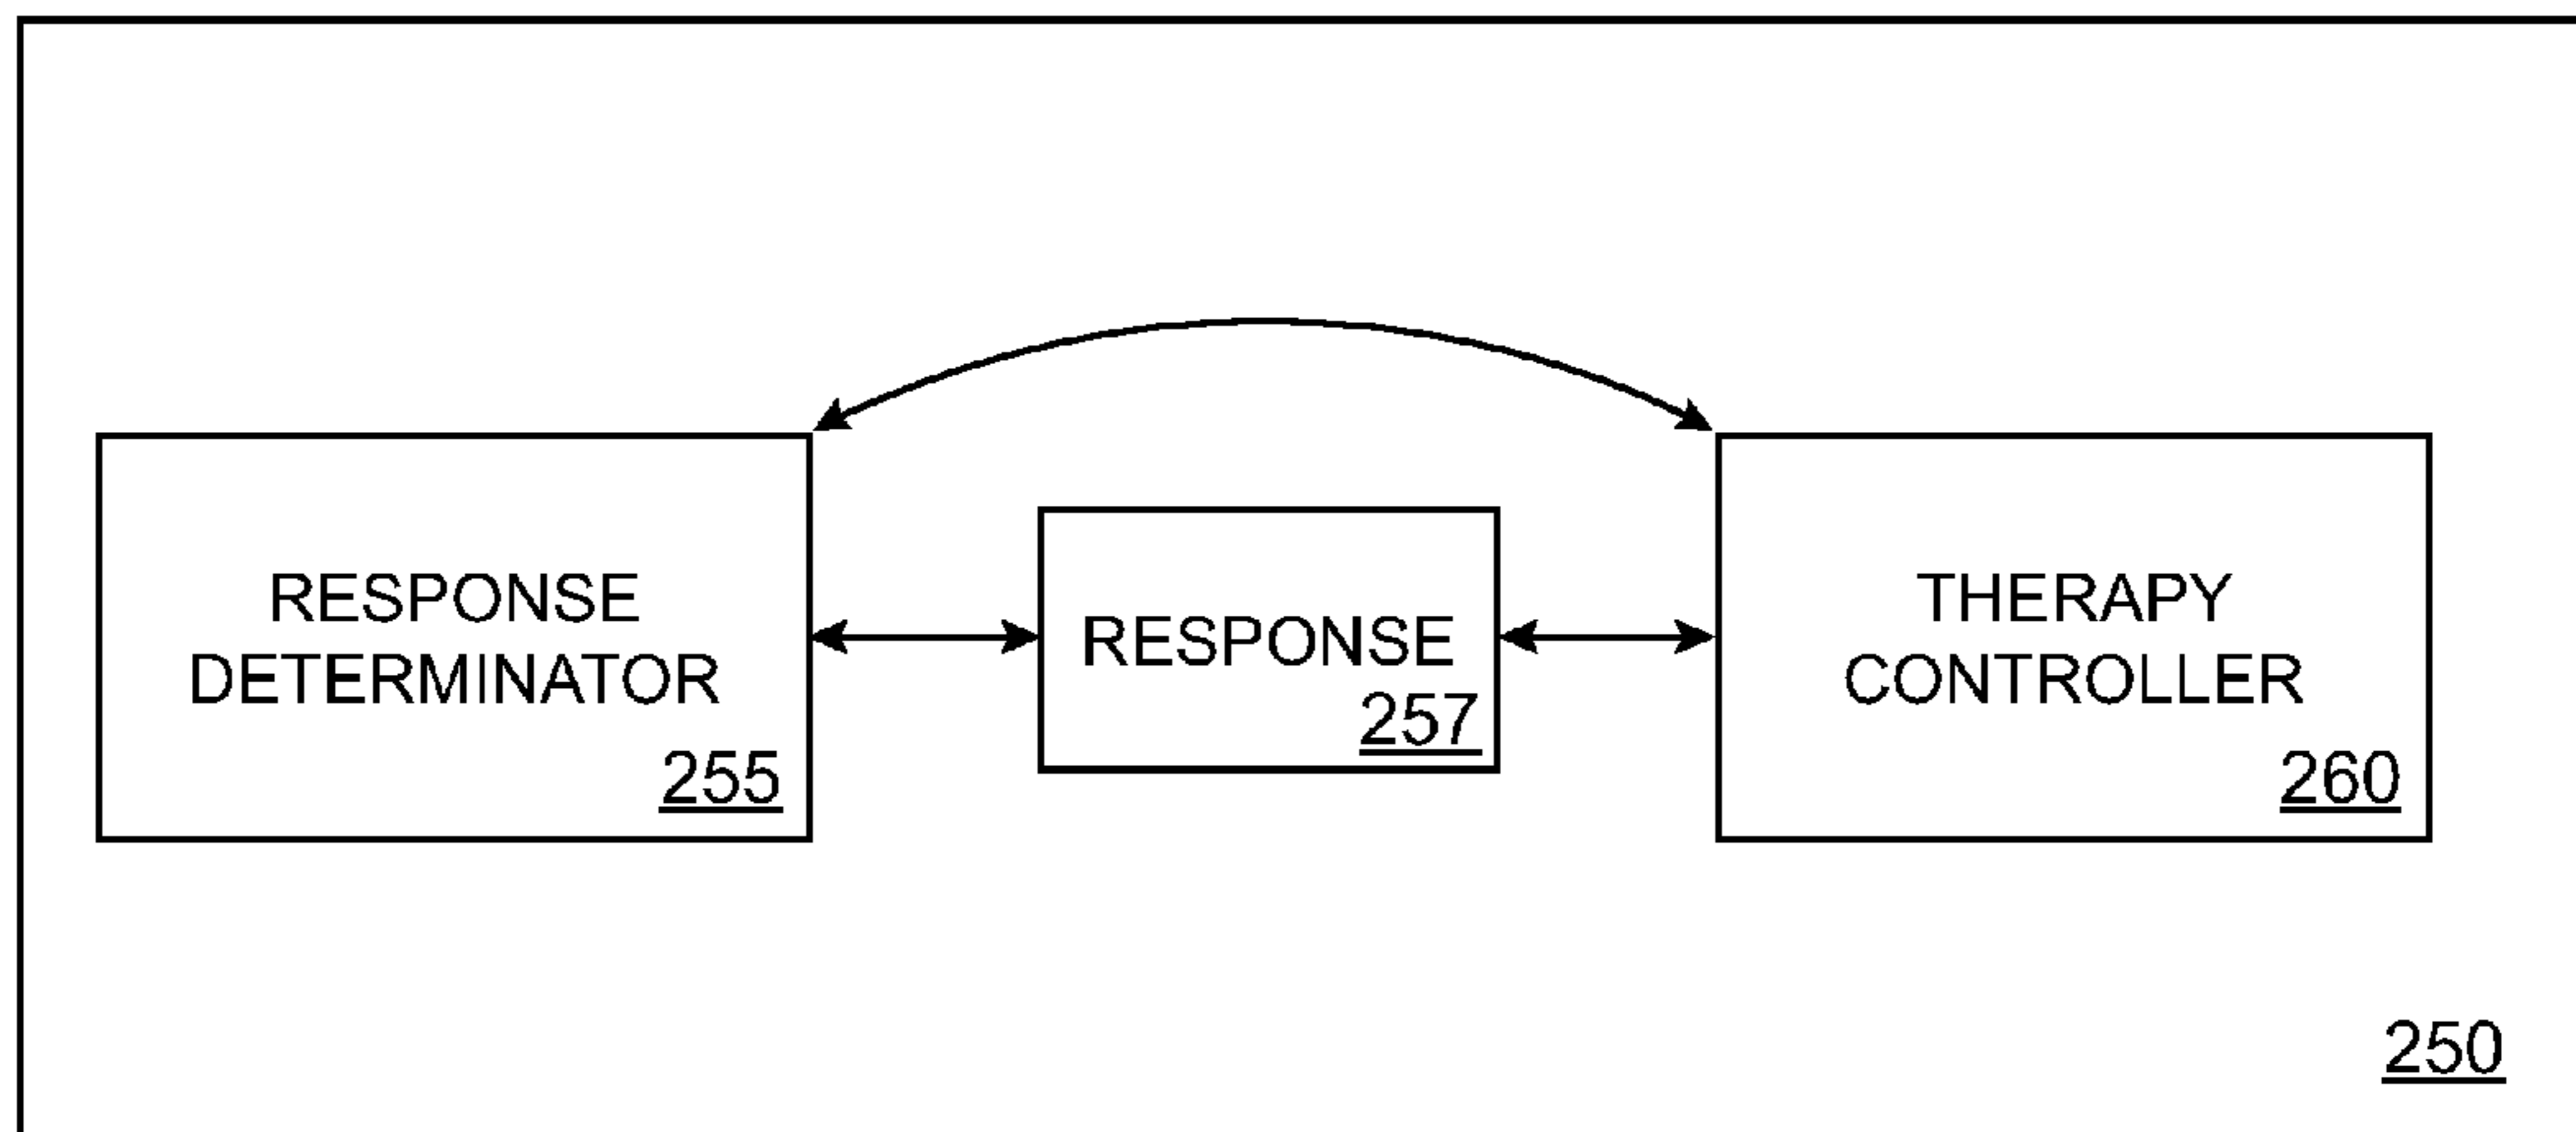 RESPONSE
DETERMINATOR
255
RESPONSE
257
THERAPY
CONTROLLER
260
250